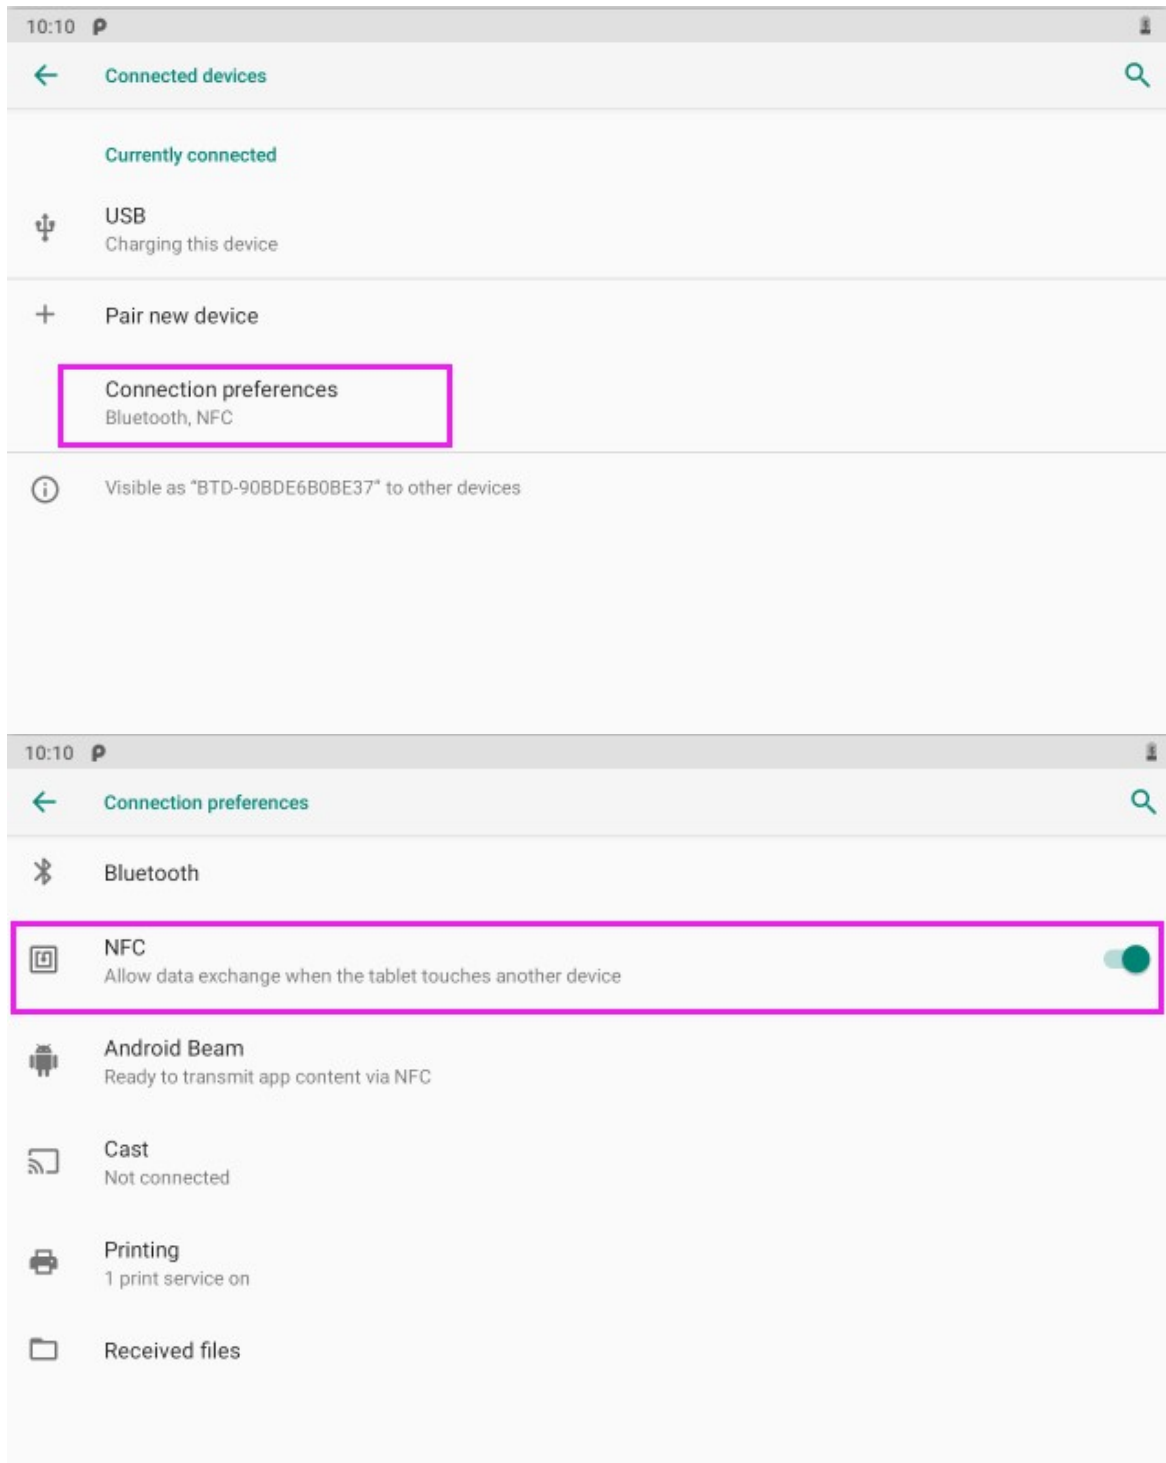 10:10
Connected devices
Currently connected
USB
Charging this device
Pair new device
Connection preferences
Bluetooth, NFC
Visible as "BTD-90BDE6B0BE37" to other devices
10:10
Connection preferences
Bluetooth
NFC
Allow data exchange when the tablet touches another device
Android Beam
Ready to transmit app content via NFC
Cast
Not connected
Printing
1 print service on
Received files